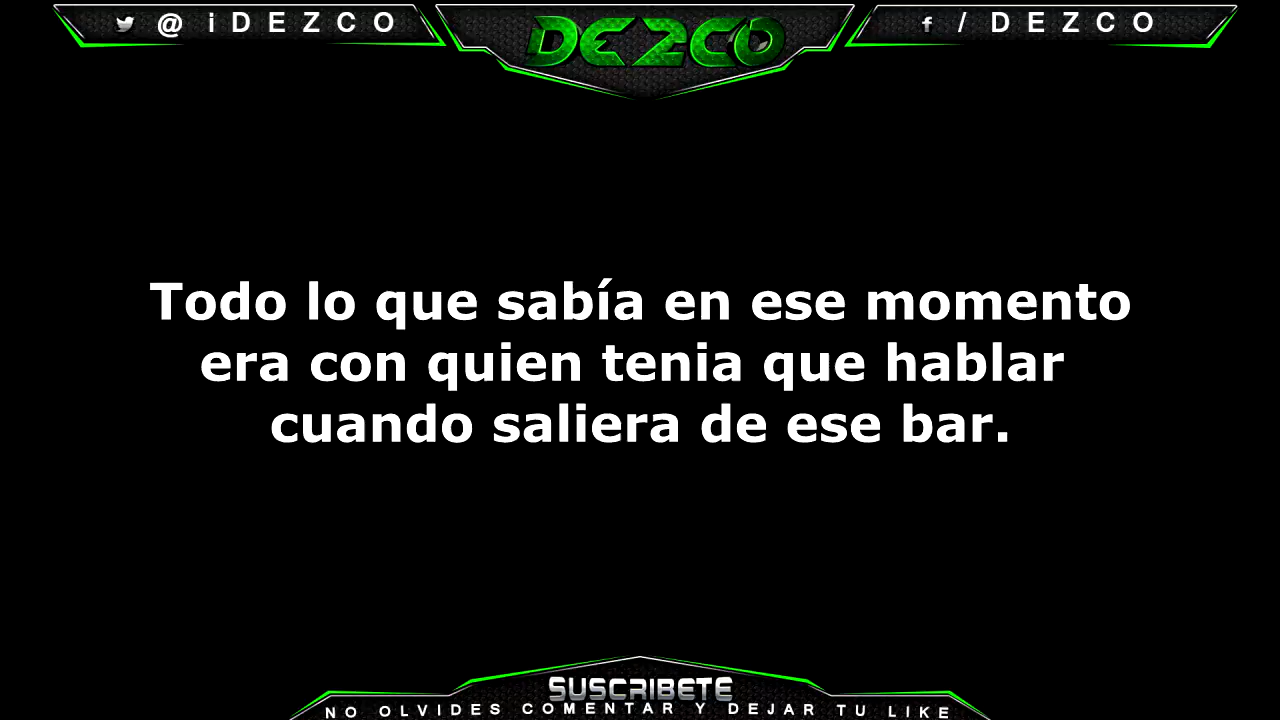 @iDEZCO
DEZCO
/DEZCO
Todo lo que sabía en ese momento
era con quien tenia que hablar
cuando saliera de ese bar.
SUSCRIBETE
NO OLVIDES COMENTAR Y DEJAR TU LIKE